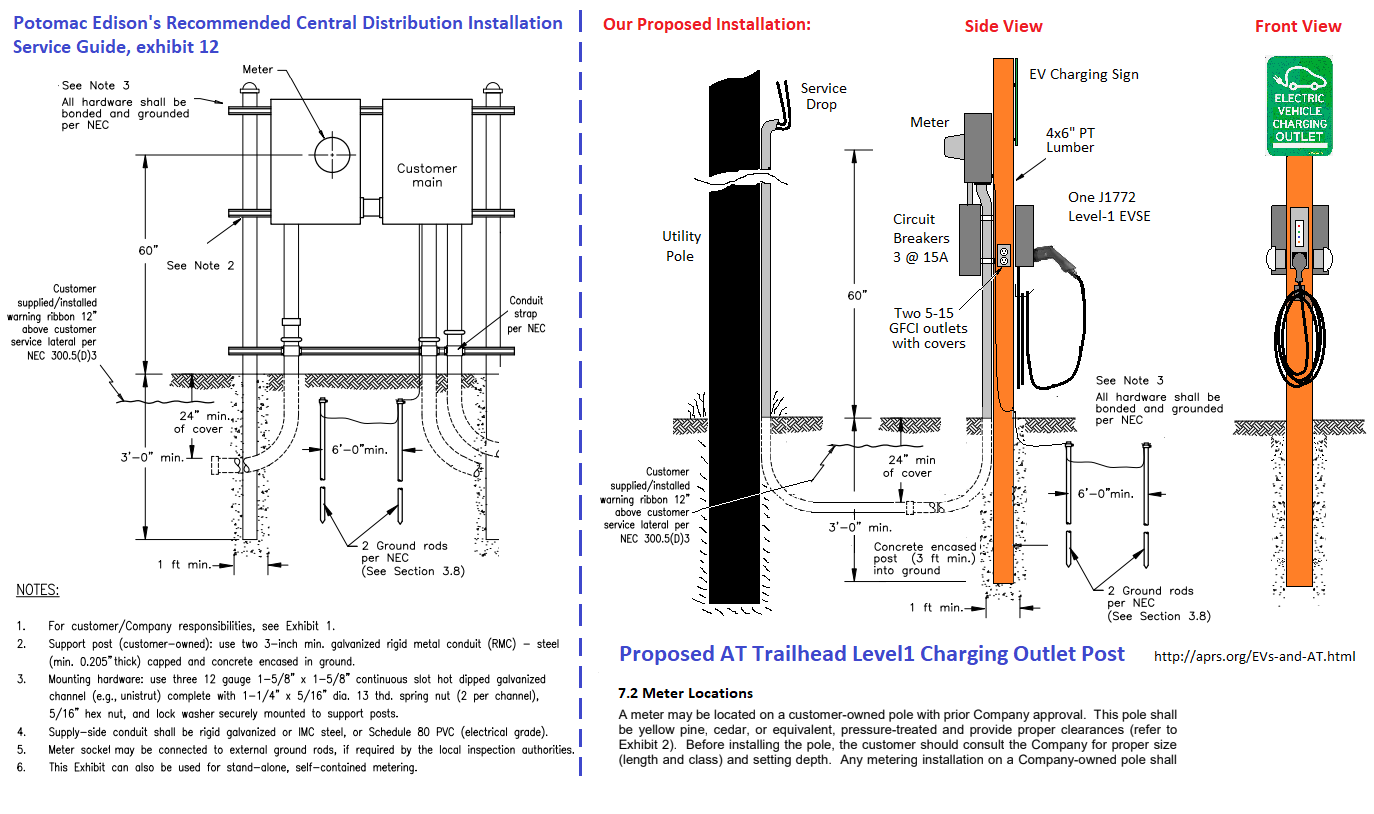 Potomac Edison's Recommended Central Distribution Installation
Service Guide, exhibit 12
Meter
See Note 3
All hardware shall be
bonded and grounded
per NEC
Customer
main
60"
See Note 2
Customer
supplied/installed
warning ribbon 12"
above customer
service lateral per
NEC 300.5(D)3
Conduit
strap
per NEC
24" min.
of cover
3'-0" min.
6'-0"min.
2 Ground rods
per NEC
(See Section 3.8)
1 ft min.
NOTES:
1. For customer/Company responsibilities, see Exhibit 1.
2. Support post (customer-owned): use two 3-inch min. galvanized rigid metal conduit (RMC) - steel
(min. 0.205" thick) capped and concrete encased in ground.
3. Mounting hardware: use three 12 gauge 1-5/8" x 1-5/8" continuous slot hot dipped galvanized
channel (e.g., unistrut) complete with 1-1/4" x 5/16" dia. 13 thd. spring nut (2 per channel),
5/16" hex nut, and lock washer securely mounted to support posts.
4. Supply-side conduit shall be rigid galvanized or IMC steel, or Schedule 80 PVC (electrical grade).
5. Meter socket may be connected to external ground rods, if required by the local inspection authorities.
6. This Exhibit can also be used for stand-alone, self-contained metering.
Our Proposed Installation:
Side View
Front View
Service
Drop
EV Charging Sign
Meter
4x6" PT
Lumber
One J1772
Level-1 EVSE
Circuit
Breakers
3 @ 15A
Utility
Pole
60"
Two 5-15
GFCI outlets
with covers
ELECTRIC
VEHICLE
CHARGING
OUTLET
See Note 3
All hardware shall be
bonded and grounded
per NEC
Customer
supplied/installed
warning ribbon 12"
above customer
service lateral per
NEC 300.5(D)3
24" min
of cover
6'-0"min.
3'-0" min.
Concrete encased
post (3 ft min.)
into ground
1 ft min.
2 Ground rods
per NEC
(See Section 3.8)
Proposed AT Trailhead Level1 Charging Outlet Post
http://aprs.org/EVs-and-AT.html
7.2 Meter Locations
A meter may be located on a customer-owned pole with prior Company approval. This pole shall
be yellow pine, cedar, or equivalent, pressure-treated and provide proper clearances (refer to
Exhibit 2). Before installing the pole, the customer should consult the Company for proper size
(length and class) and setting depth. Any metering installation on a Company-owned pole shall